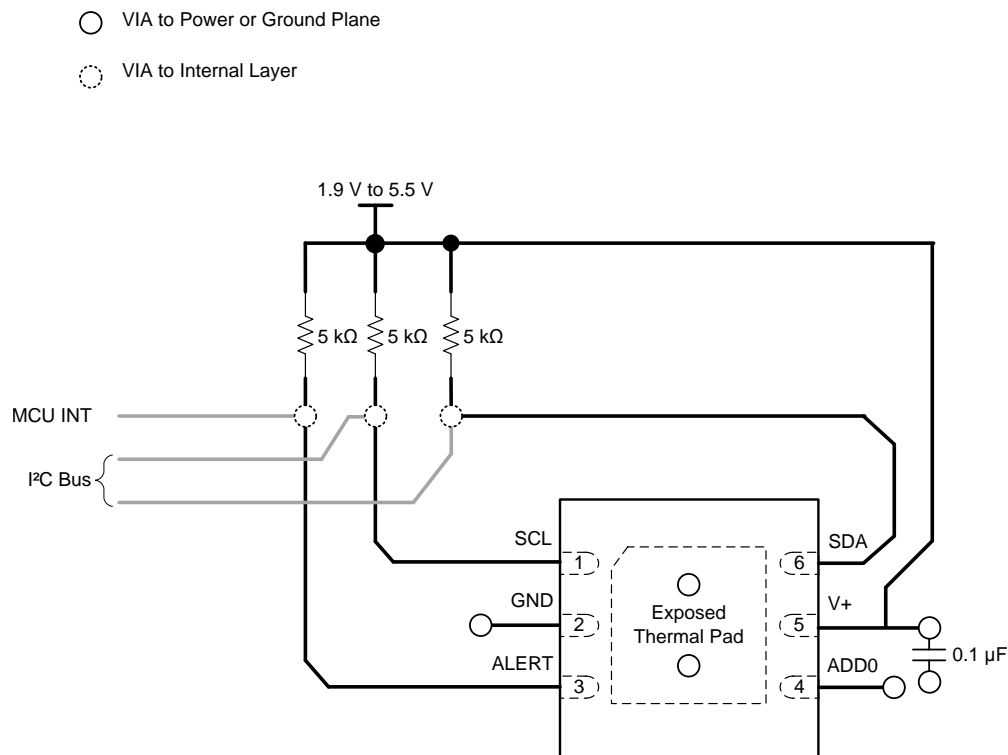 VIA to Power or Ground Plane
VIA to Internal Layer
1.9 V to 5.5 V
5 kΩ
5 kΩ
5 kΩ
MCU INT
I²C Bus
SCL
1
GND
2
ALERT
3
Exposed
Thermal Pad
SDA
6
V+
5
ADD0
4
0.1 µF